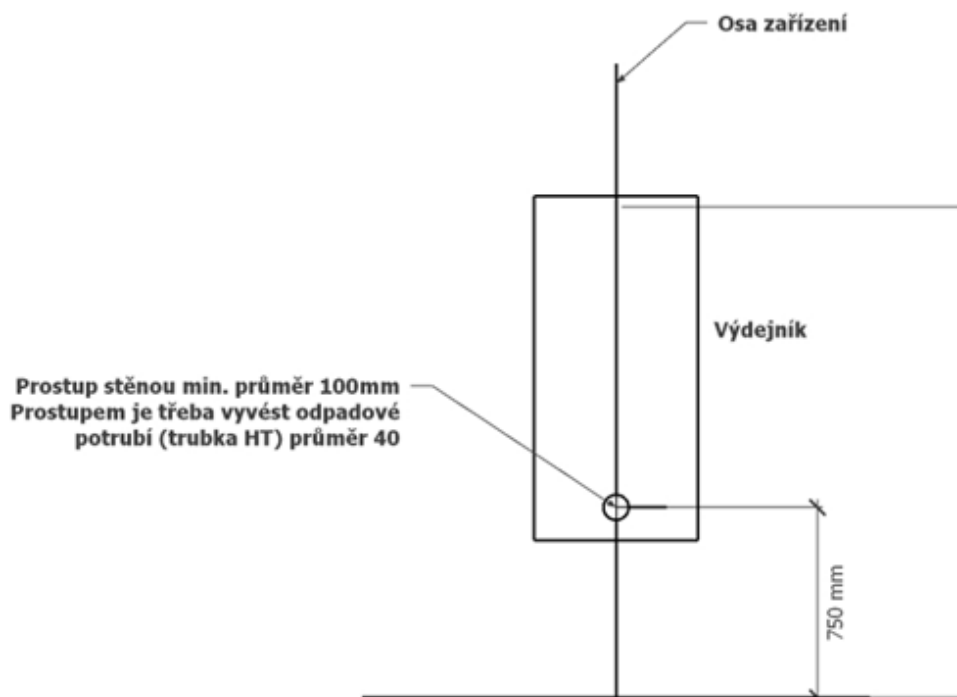 Osa zařízení
Výdejník
Prostup stěnou min. průměr 100mm
Prostupem je třeba vyvést odpadové
potrubí (trubka HT) průměr 40
750 mm